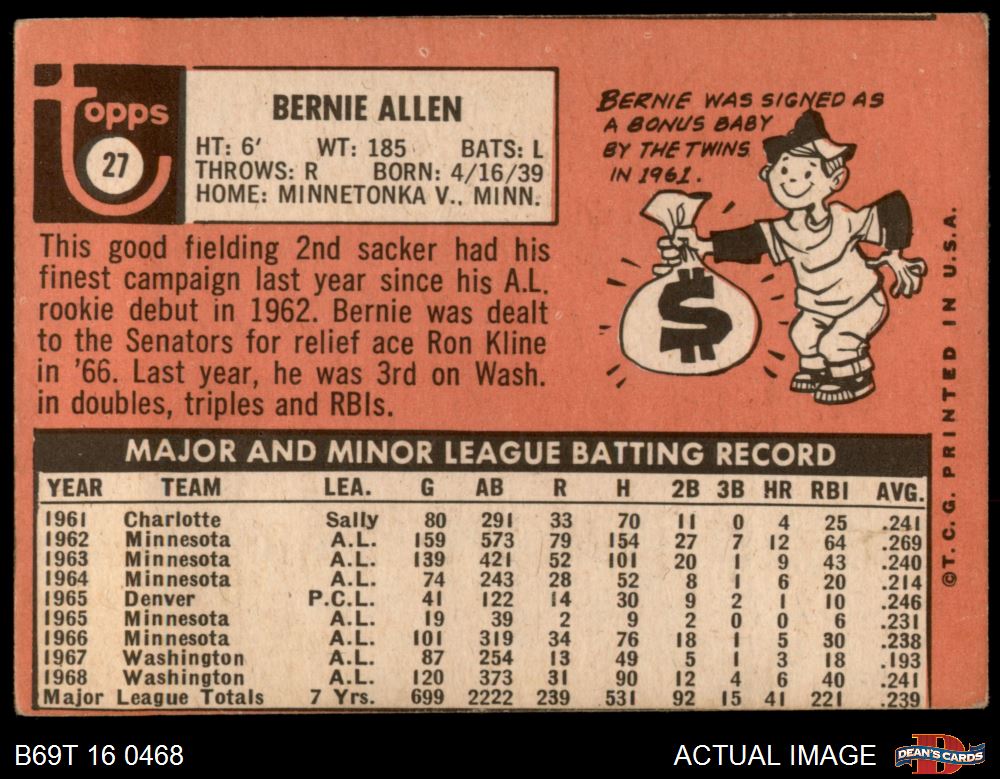 topps
27
BERNIE ALLEN
HT: 6' WT: 185 BATS: L
THROWS: R BORN: 4/16/39
HOME: MINNETONKA V., MINN.
BERNIE WAS SIGNED AS
A BONUS BABY
BY THE TWINS
IN 1961.
$
This good fielding 2nd sacker had his
finest campaign last year since his A.L.
rookie debut in 1962. Bernie was dealt
to the Senators for relief ace Ron Kline
in '66. Last year, he was 3rd on Wash.
in doubles, triples and RBIs.
MAJOR AND MINOR LEAGUE BATTING RECORD
YEAR TEAM LEA. G AB R H 2B 3B HR RBI AVG.
1961 Charlotte Sally 80 291 33 70 11 0 4 25 .241
1962 Minnesota A.L. 159 573 79 154 27 7 12 64 .269
1963 Minnesota A.L. 139 421 52 101 20 1 9 43 .240
1964 Minnesota A.L. 74 243 28 52 8 1 6 20 .214
1965 Denver P.C.L. 41 122 14 30 9 2 1 10 .246
1965 Minnesota A.L. 19 39 2 9 2 0 0 6 .231
1966 Minnesota A.L. 101 319 34 76 18 1 5 30 .238
1967 Washington A.L. 87 254 13 49 5 1 3 18 .193
1968 Washington A.L. 120 373 31 90 12 4 6 40 .241
Major League Totals 7 Yrs. 699 2222 239 531 92 15 41 221 .239
©T.C.G. PRINTED IN U.S.A.
B69T 16 0468
ACTUAL IMAGE
DEAN'S CARDS